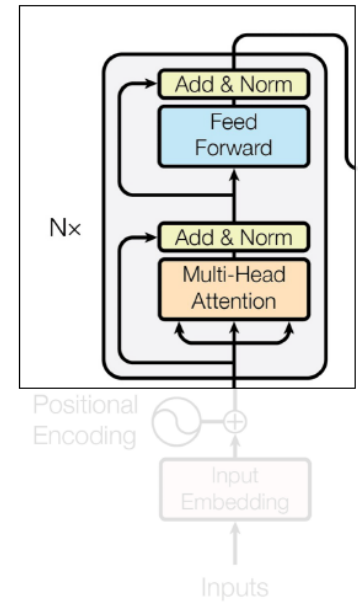 Add & Norm
Feed
Forward
N×
Add & Norm
Multi-Head
Attention
Positional
Encoding
Input
Embedding
Inputs